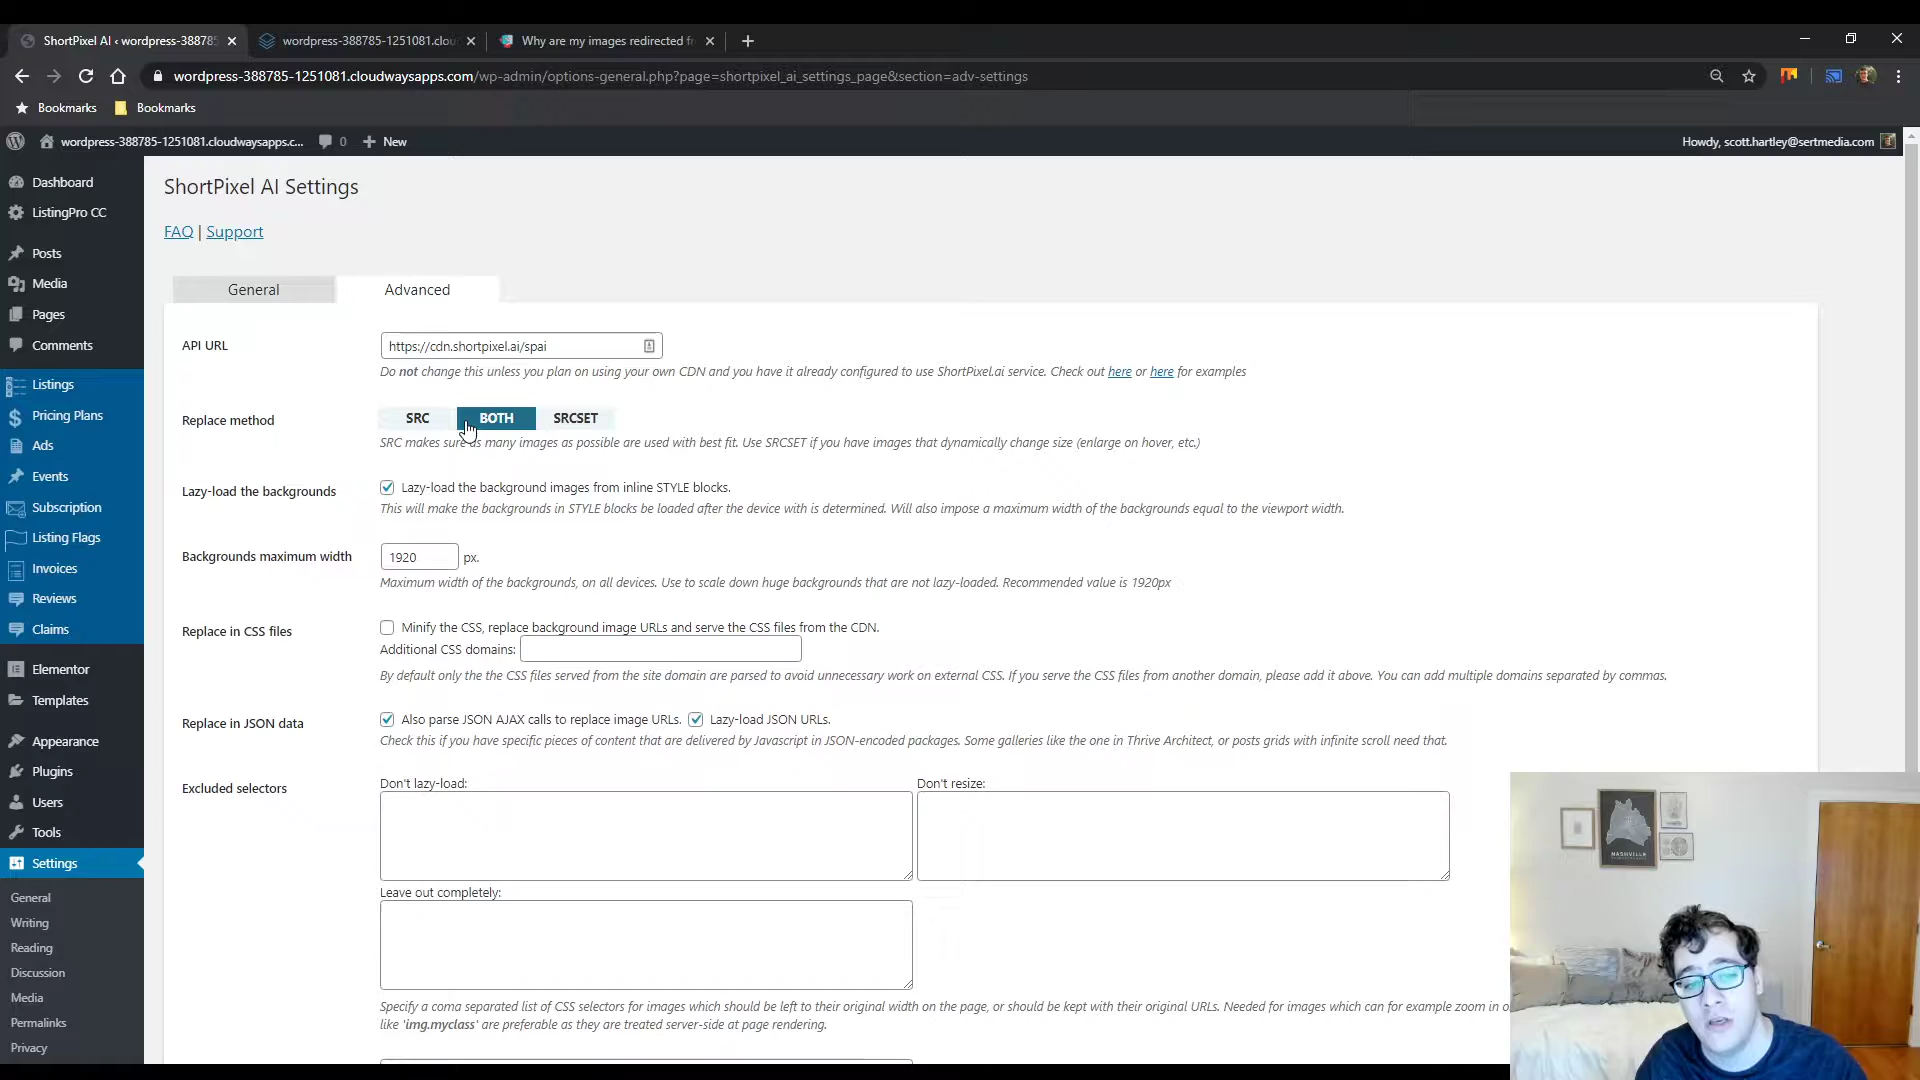 ShortPixel AI ‹ wordpress-388785
wordpress-388785-1251081.clou
Why are my images redirected f
wordpress-388785-1251081.cloudwaysapps.com/wp-admin/options-general.php?page=shortpixel_ai_settings_page&section=adv-settings
Bookmarks
Bookmarks
wordpress-388785-1251081.cloudwaysapps.c...
0
New
Howdy, scott.hartley@sertmedia.com
Dashboard
ListingPro CC
Posts
Media
Pages
Comments
Listings
Pricing Plans
Ads
Events
Subscription
Listing Flags
Invoices
Reviews
Claims
Elementor
Templates
Appearance
Plugins
Users
Tools
Settings
General
Writing
Reading
Discussion
Media
Permalinks
Privacy
ShortPixel AI Settings
FAQ | Support
General
Advanced
API URL
https://cdn.shortpixel.ai/spai
Do not change this unless you plan on using your own CDN and you have it already configured to use ShortPixel.ai service. Check out here or here for examples
Replace method
SRC
BOTH
SRCSET
SRC makes sure as many images as possible are used with best fit. Use SRCSET if you have images that dynamically change size (enlarge on hover, etc.)
Lazy-load the backgrounds
Lazy-load the background images from inline STYLE blocks.
This will make the backgrounds in STYLE blocks be loaded after the device with is determined. Will also impose a maximum width of the backgrounds equal to the viewport width.
Backgrounds maximum width
1920
px.
Maximum width of the backgrounds, on all devices. Use to scale down huge backgrounds that are not lazy-loaded. Recommended value is 1920px
Replace in CSS files
Minify the CSS, replace background image URLs and serve the CSS files from the CDN.
Additional CSS domains:
By default only the the CSS files served from the site domain are parsed to avoid unnecessary work on external CSS. If you serve the CSS files from another domain, please add it above. You can add multiple domains separated by commas.
Replace in JSON data
Also parse JSON AJAX calls to replace image URLs.
Lazy-load JSON URLs.
Check this if you have specific pieces of content that are delivered by Javascript in JSON-encoded packages. Some galleries like the one in Thrive Architect, or posts grids with infinite scroll need that.
Excluded selectors
Don't lazy-load:
Don't resize:
Leave out completely:
Specify a coma separated list of CSS selectors for images which should be left to their original width on the page, or should be kept with their original URLs. Needed for images which can for example zoom in o
like 'img.myclass' are preferable as they are treated server-side at page rendering.
NASHVILLE